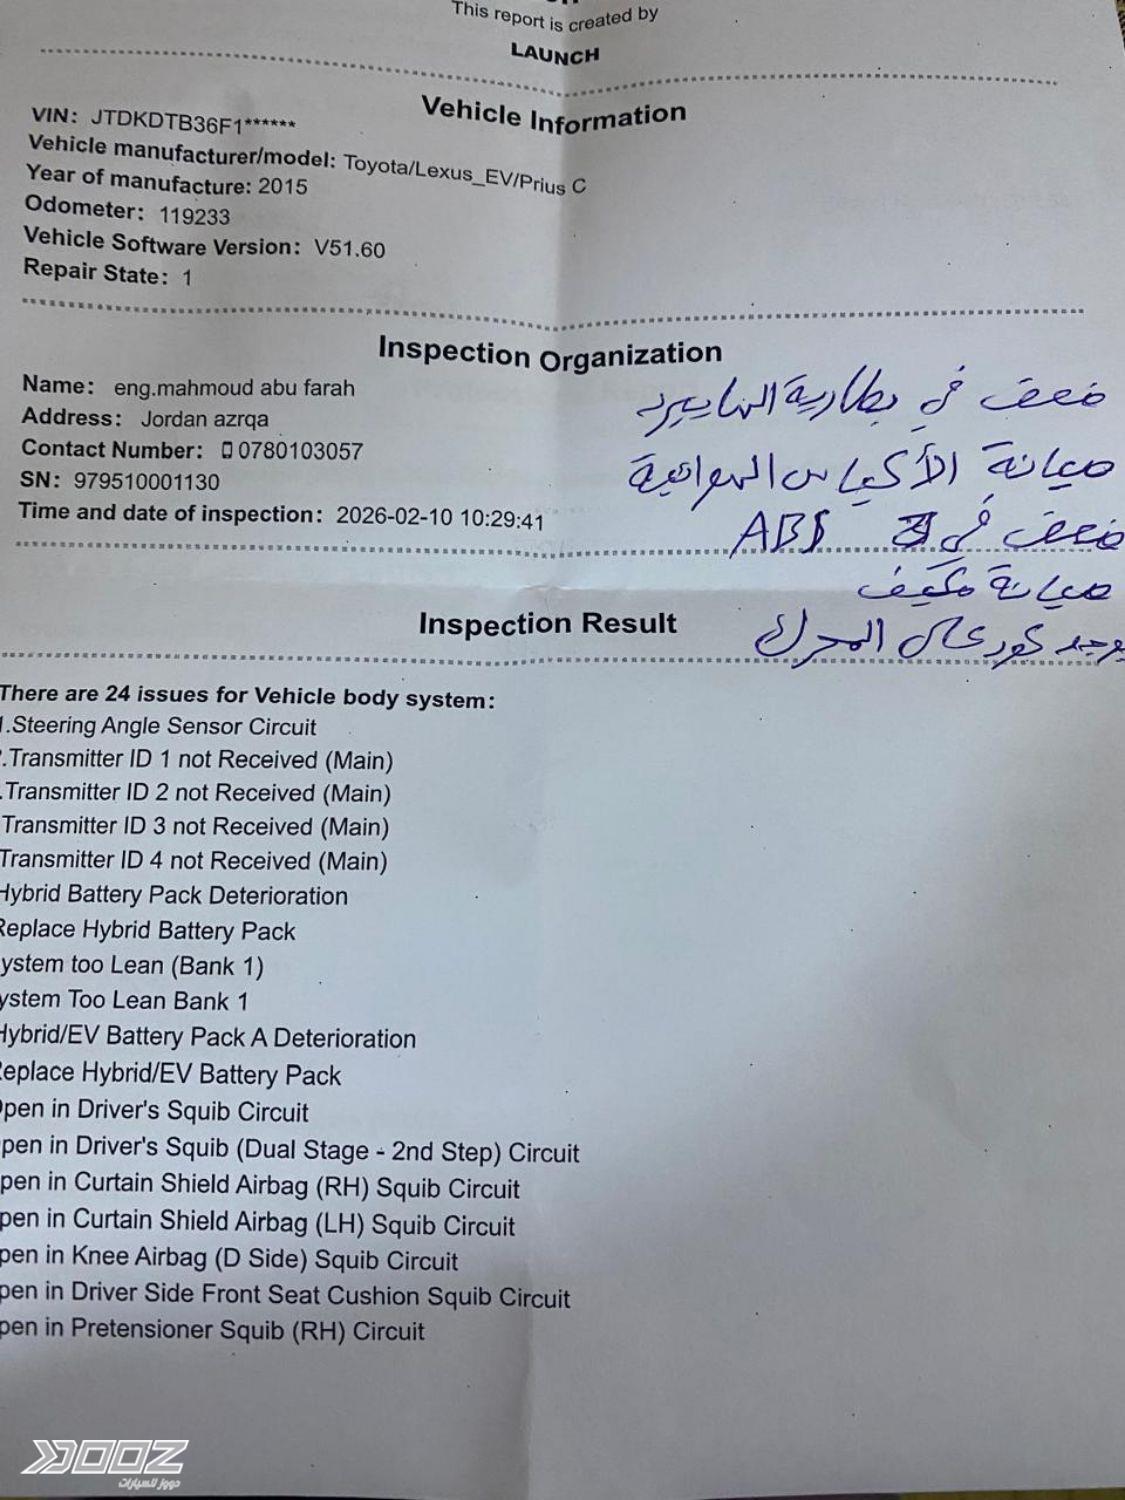 This report is created by
LAUNCH
Vehicle Information
VIN: JTDKDTB36F1******
Vehicle manufacturer/model: Toyota/Lexus_EV/Prius C
Year of manufacture: 2015
Odometer: 119233
Vehicle Software Version: V51.60
Repair State: 1
Inspection Organization
Name: eng.mahmoud abu farah
Address: Jordan azrqa
Contact Number: 0780103057
SN: 979510001130
Time and date of inspection: 2026-02-10 10:29:41
ضعف في بطارية الهايبرد
صيانة الأكياس الهوائية
ضعف في ABS
صيانة مكيف
يوجد كود على المحرك
Inspection Result
There are 24 issues for Vehicle body system:
1.Steering Angle Sensor Circuit
.Transmitter ID 1 not Received (Main)
.Transmitter ID 2 not Received (Main)
Transmitter ID 3 not Received (Main)
Transmitter ID 4 not Received (Main)
Hybrid Battery Pack Deterioration
Replace Hybrid Battery Pack
ystem too Lean (Bank 1)
ystem Too Lean Bank 1
Hybrid/EV Battery Pack A Deterioration
eplace Hybrid/EV Battery Pack
pen in Driver's Squib Circuit
pen in Driver's Squib (Dual Stage - 2nd Step) Circuit
pen in Curtain Shield Airbag (RH) Squib Circuit
pen in Curtain Shield Airbag (LH) Squib Circuit
pen in Knee Airbag (D Side) Squib Circuit
pen in Driver Side Front Seat Cushion Squib Circuit
pen in Pretensioner Squib (RH) Circuit
DOOZ
دووز للسيارات